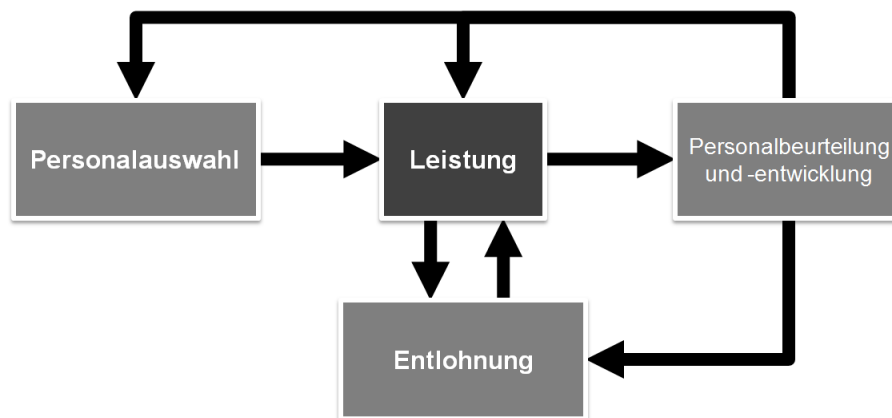 Personalauswahl
Leistung
Personalbeurteilung
und -entwicklung
Entlohnung